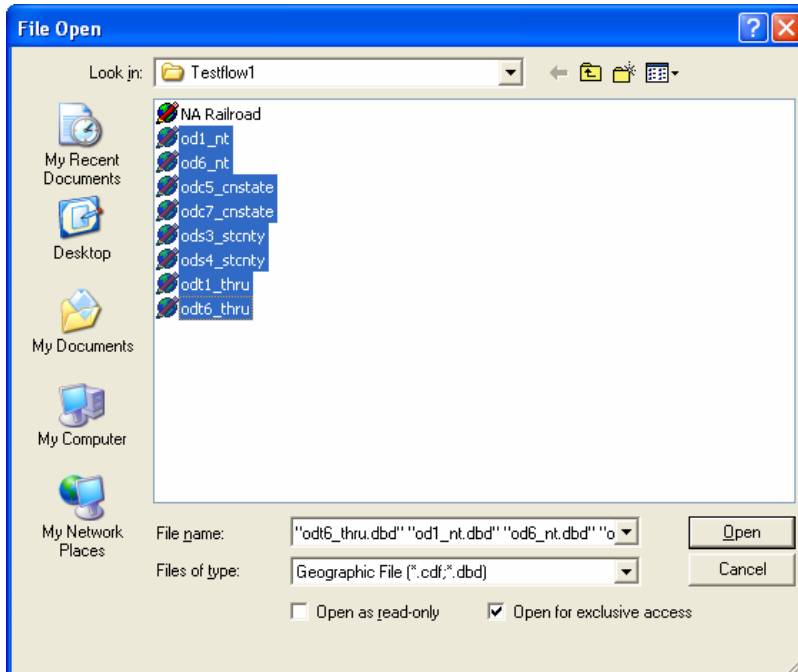 File Open
Look in:
Testflow1
My Recent
Documents
Desktop
My Documents
My Computer
My Network
Places
NA Railroad
od1_nt
od6_nt
odc5_cnstate
odc7_cnstate
ods3_stcnty
ods4_stcnty
odt1_thru
odt6_thru
File name:
"odt6_thru.dbd" "od1_nt.dbd" "od6_nt.dbd" "o
Open
Files of type:
Geographic File (*.cdf;*.dbd)
Cancel
Open as read-only
Open for exclusive access